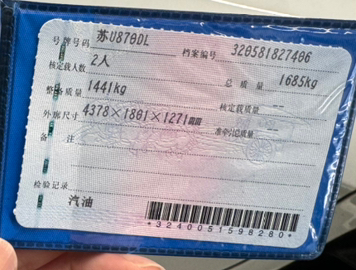 号牌号码 苏U870DL 档案编号 320581827406
核定载人数 2人 总质量 1685kg
整备质量 1441kg 核定载质量 --
外廓尺寸 4378×1801×1271mm 准牵引总质量 --
备注
检验记录
汽油
*3240051598280*